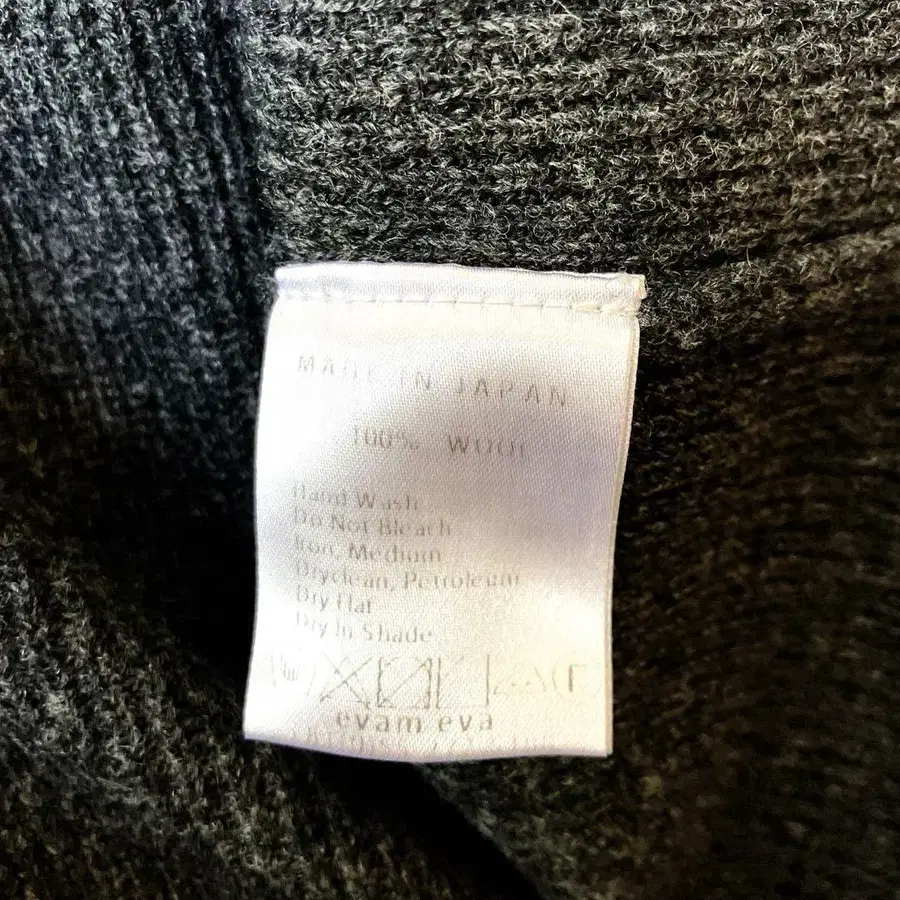 MADE IN JAPAN
100% WOOL
Hand Wash
Do Not Bleach
Iron, Medium
Dryclean, Petroleum
Dry Flat
Dry In Shade
evam eva